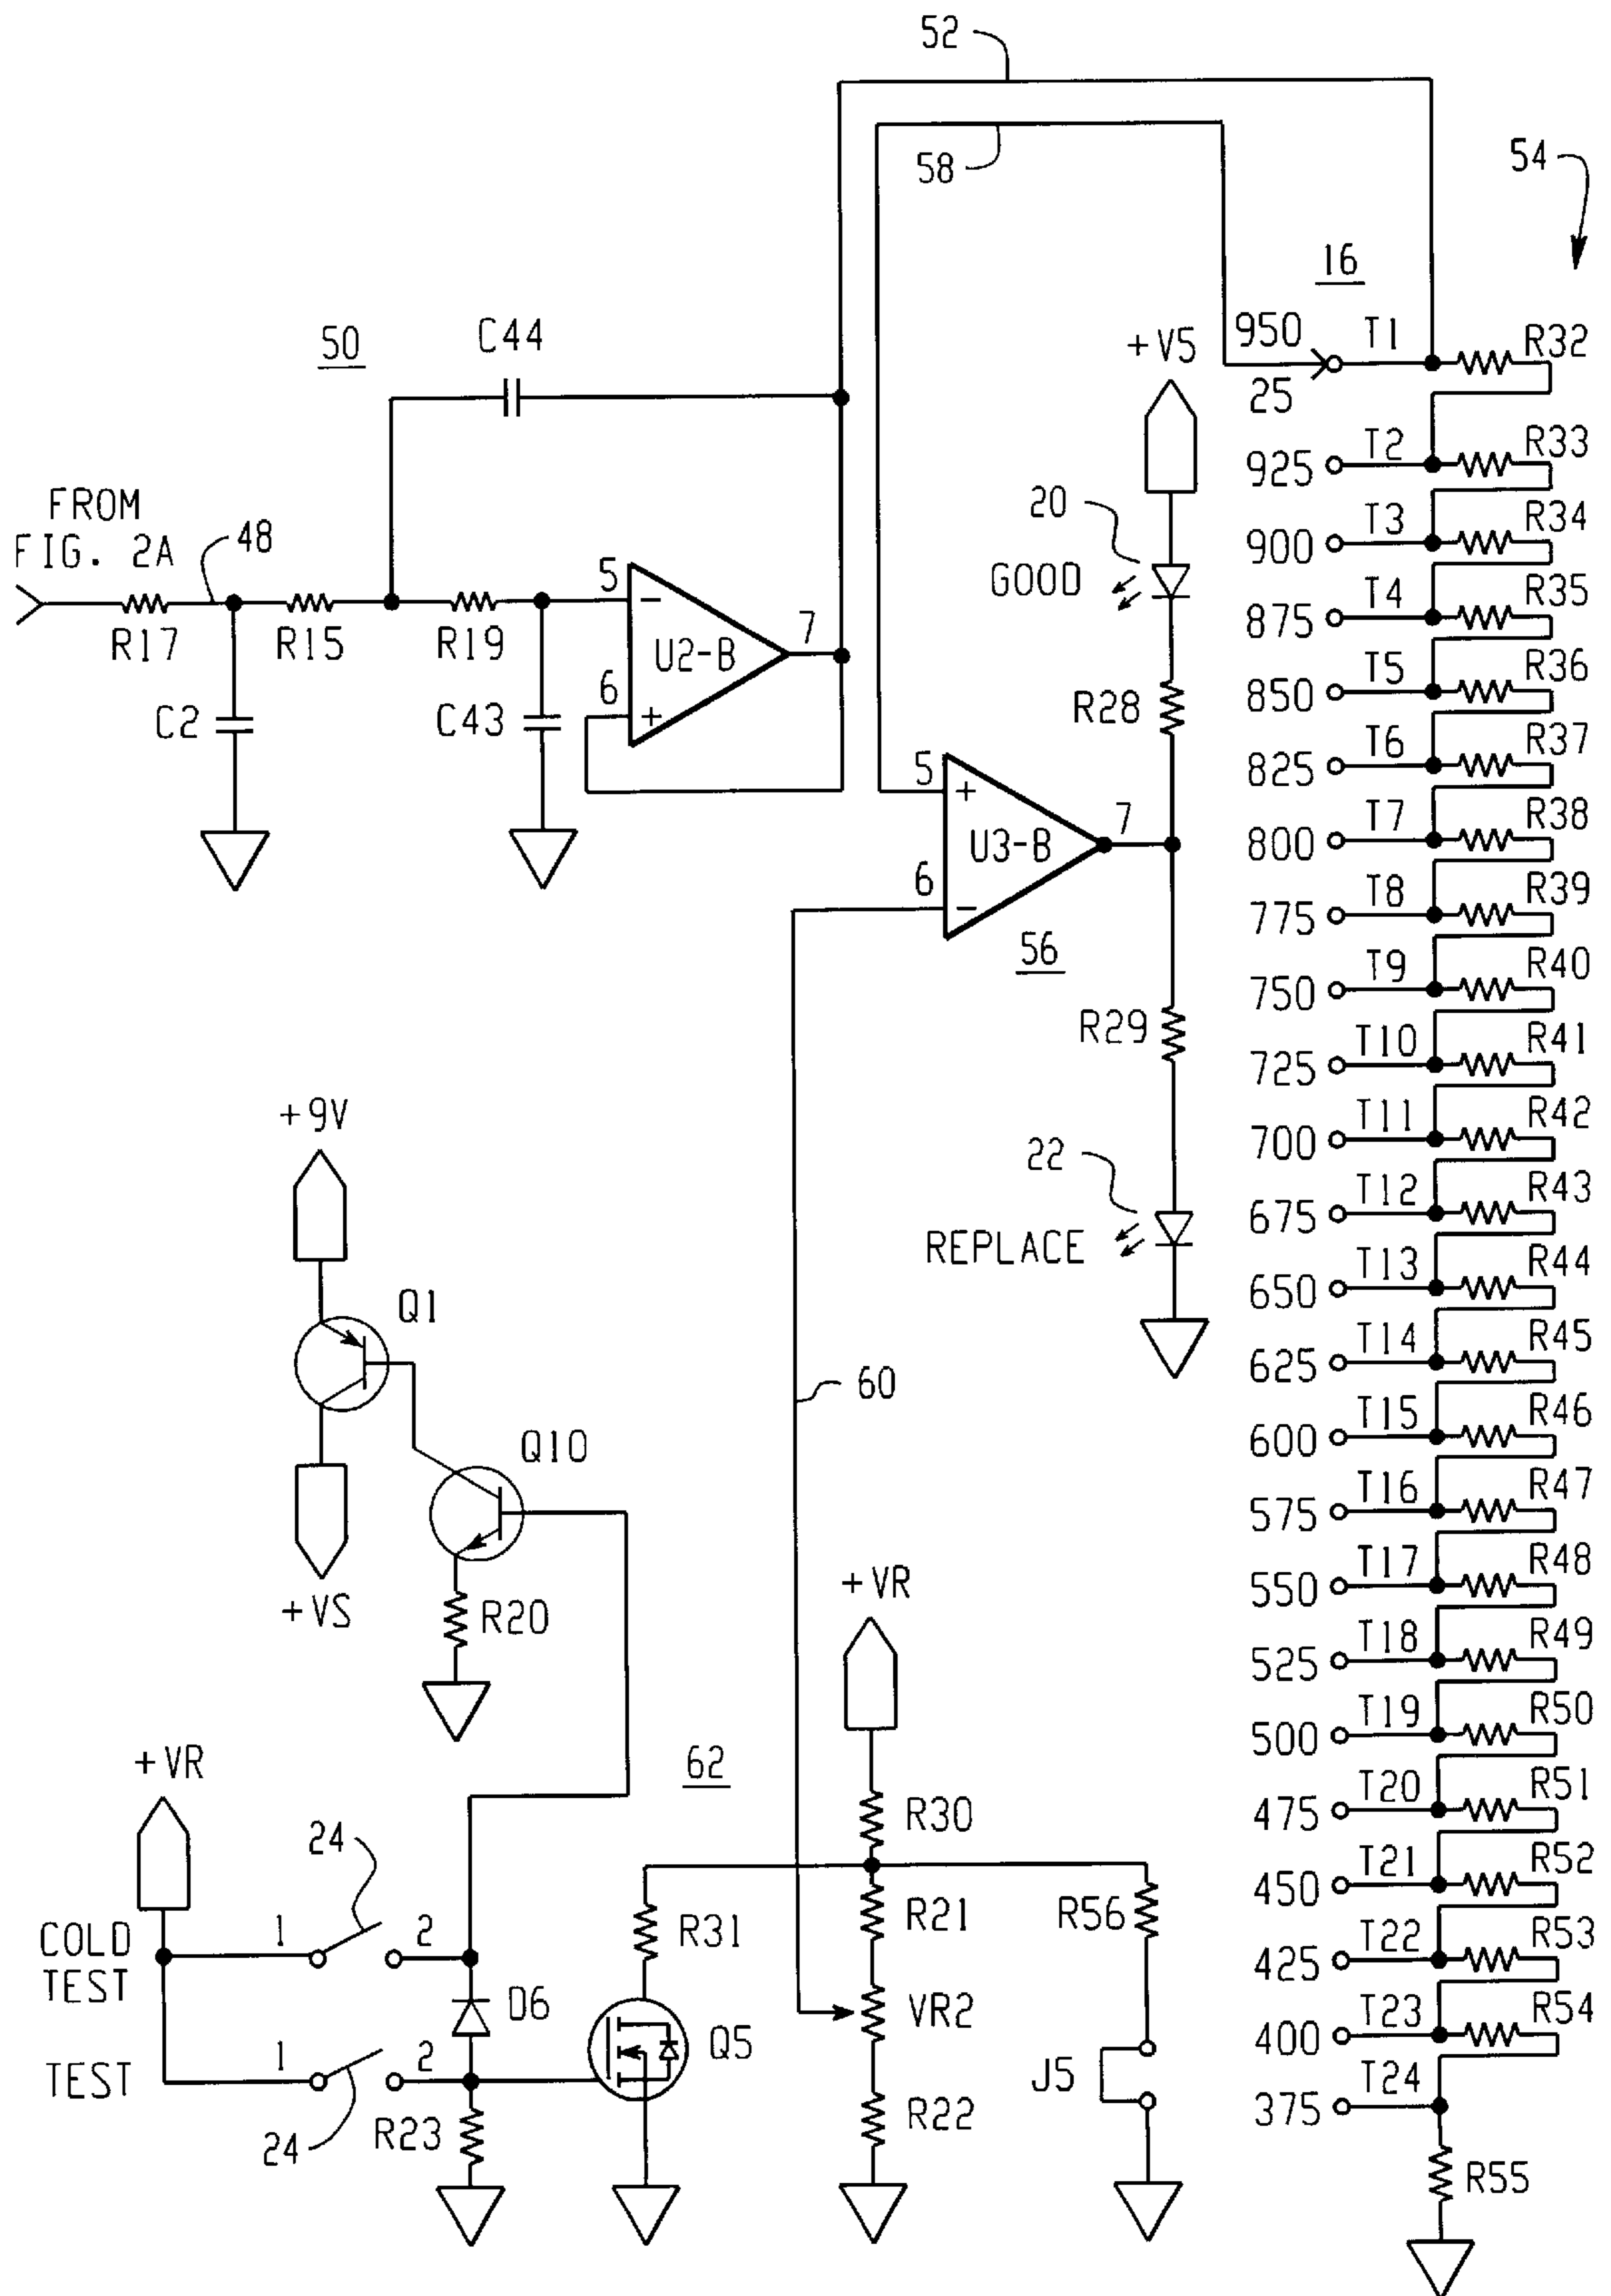 52
58
54
16
50
C44
+V5
950
T1
R32
25
T2
R33
925
FROM
FIG. 2A
48
20
GOOD
T3
R34
900
T4
R35
875
R17
R15
R19
5
-
U2-B
7
6
+
C2
C43
R28
T5
R36
850
T6
R37
825
5
+
U3-B
7
6
-
56
T7
R38
800
T8
R39
775
T9
R40
750
R29
T10
R41
725
+9V
T11
R42
700
22
REPLACE
T12
R43
675
T13
R44
650
Q1
T14
R45
625
60
T15
R46
600
Q10
T16
R47
575
T17
R48
550
+VS
R20
+VR
T18
R49
525
T19
R50
500
+VR
62
T20
R51
475
R30
24
T21
R52
450
COLD
TEST
1
2
R31
R21
R56
T22
R53
425
D6
VR2
T23
R54
400
TEST
1
2
Q5
J5
T24
375
24
R23
R22
R55